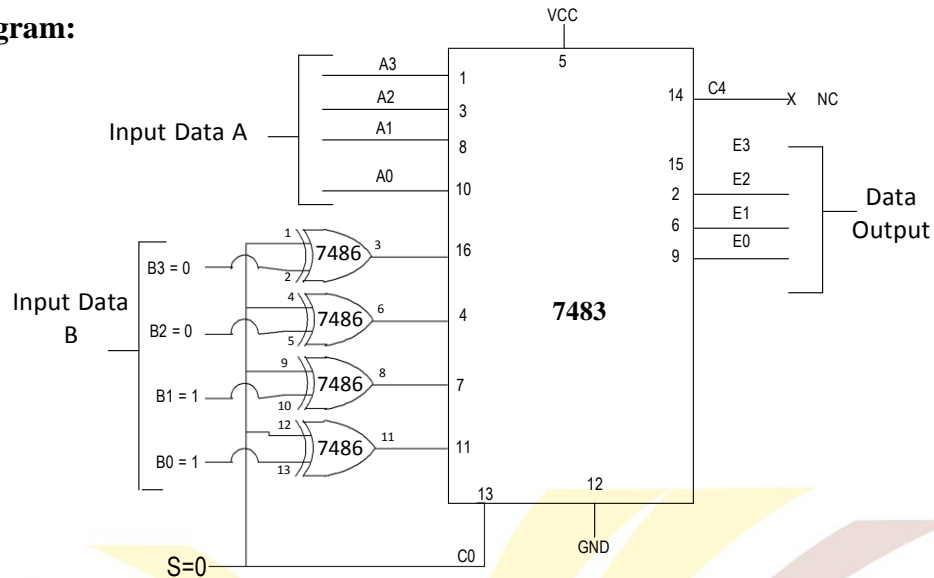 gram:
VCC
5
A3
1
14
C4
X NC
A2
3
Input Data A
A1
8
E3
15
A0
10
2
E2
Data
Output
6
E1
9
E0
1
7486
3
16
2
B3 = 0
Input Data
B
4
7486
6
4
5
B2 = 0
7483
9
7486
8
7
10
B1 = 1
12
7486
11
11
13
B0 = 1
13
12
C0
GND
S=0